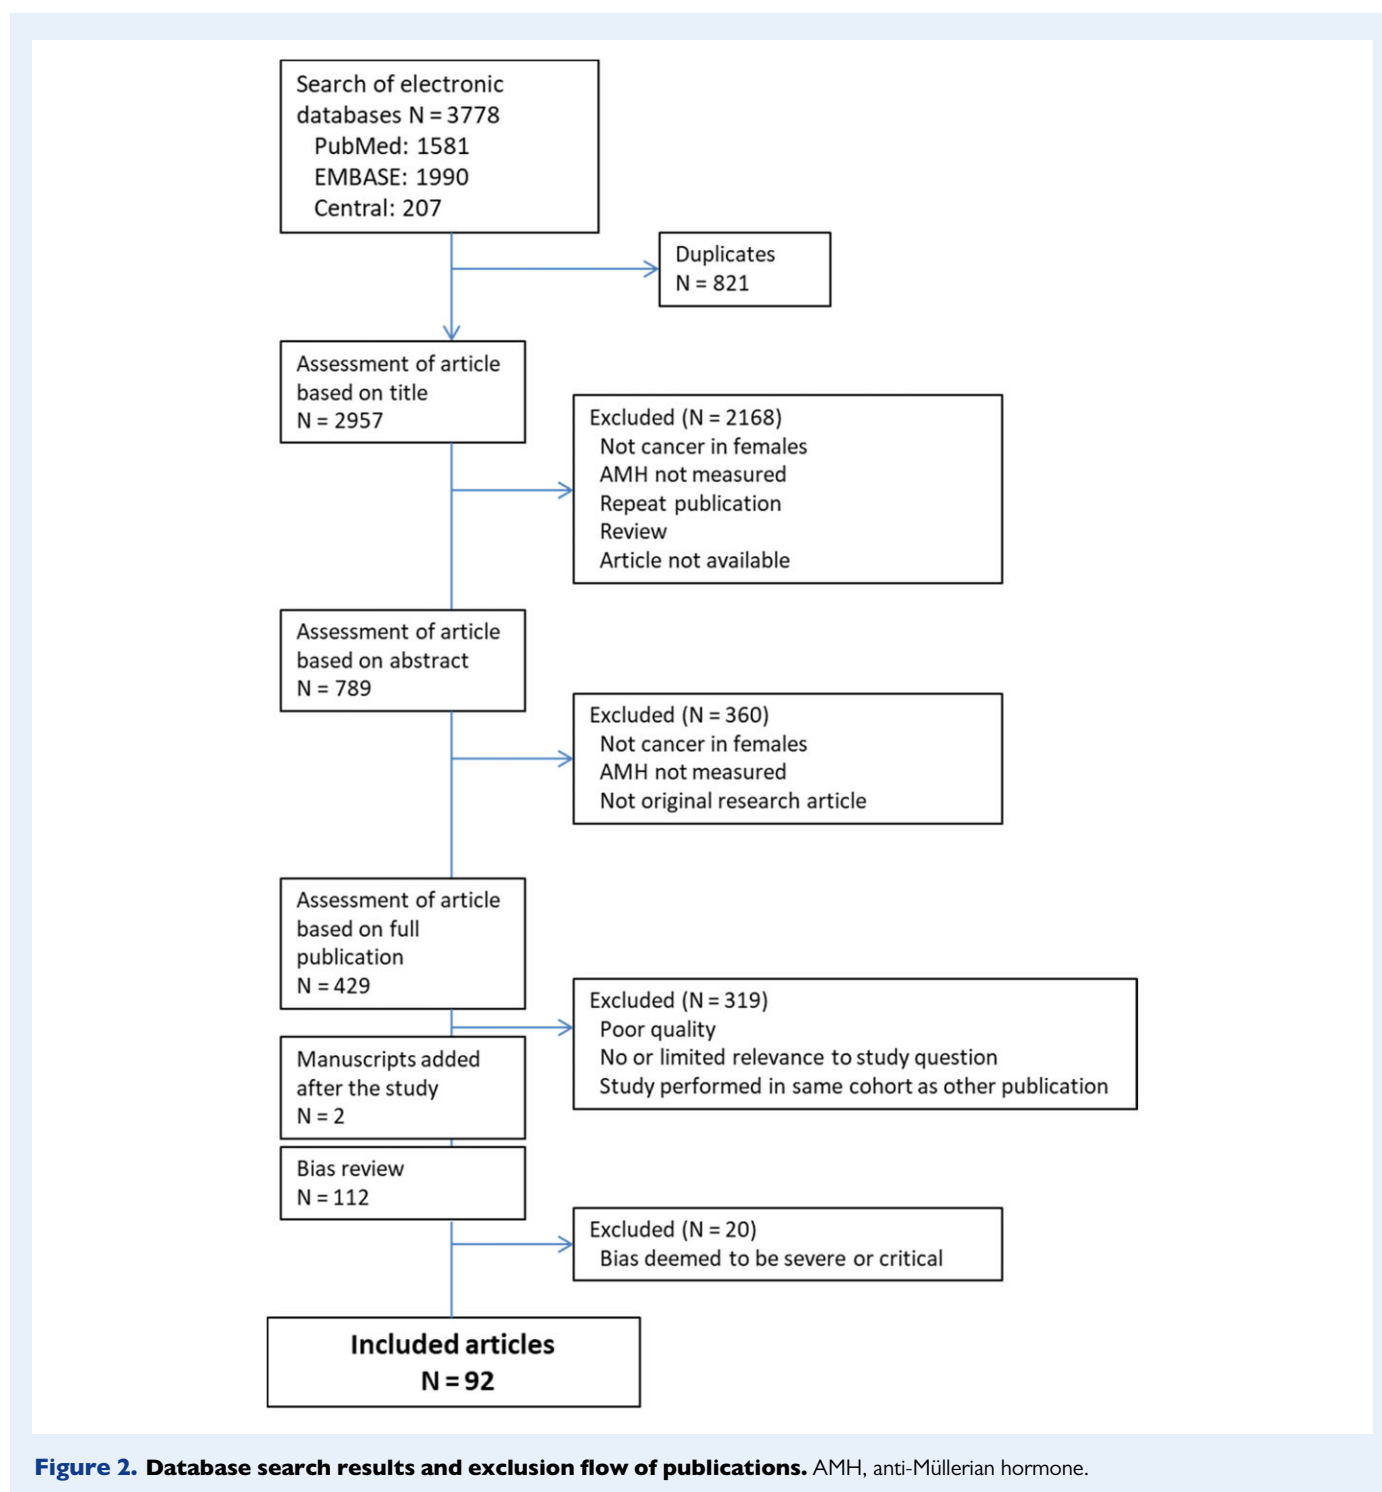 Search of electronic
databases N = 3778
PubMed: 1581
EMBASE: 1990
Central: 207
Duplicates
N = 821
Assessment of article
based on title
N = 2957
Excluded (N = 2168)
Not cancer in females
AMH not measured
Repeat publication
Review
Article not available
Assessment of article
based on abstract
N = 789
Excluded (N = 360)
Not cancer in females
AMH not measured
Not original research article
Assessment of article
based on full
publication
N = 429
Excluded (N = 319)
Poor quality
No or limited relevance to study question
Study performed in same cohort as other publication
Manuscripts added
after the study
N = 2
Bias review
N = 112
Excluded (N = 20)
Bias deemed to be severe or critical
Included articles
N = 92
Figure 2. Database search results and exclusion flow of publications. AMH, anti-Müllerian hormone.